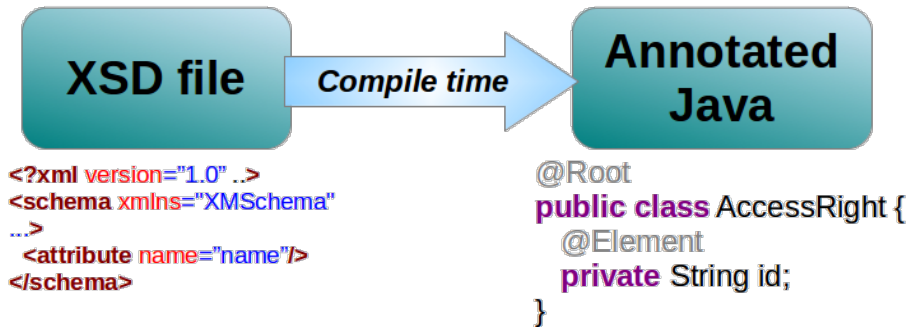 XSD file
Compile time
Annotated
Java
<?xml version="1.0" ..>
<schema xmlns="XMSchema"
...>
<attribute name="name"/>
</schema>
@Root
public class AccessRight {
@Element
private String id;
}